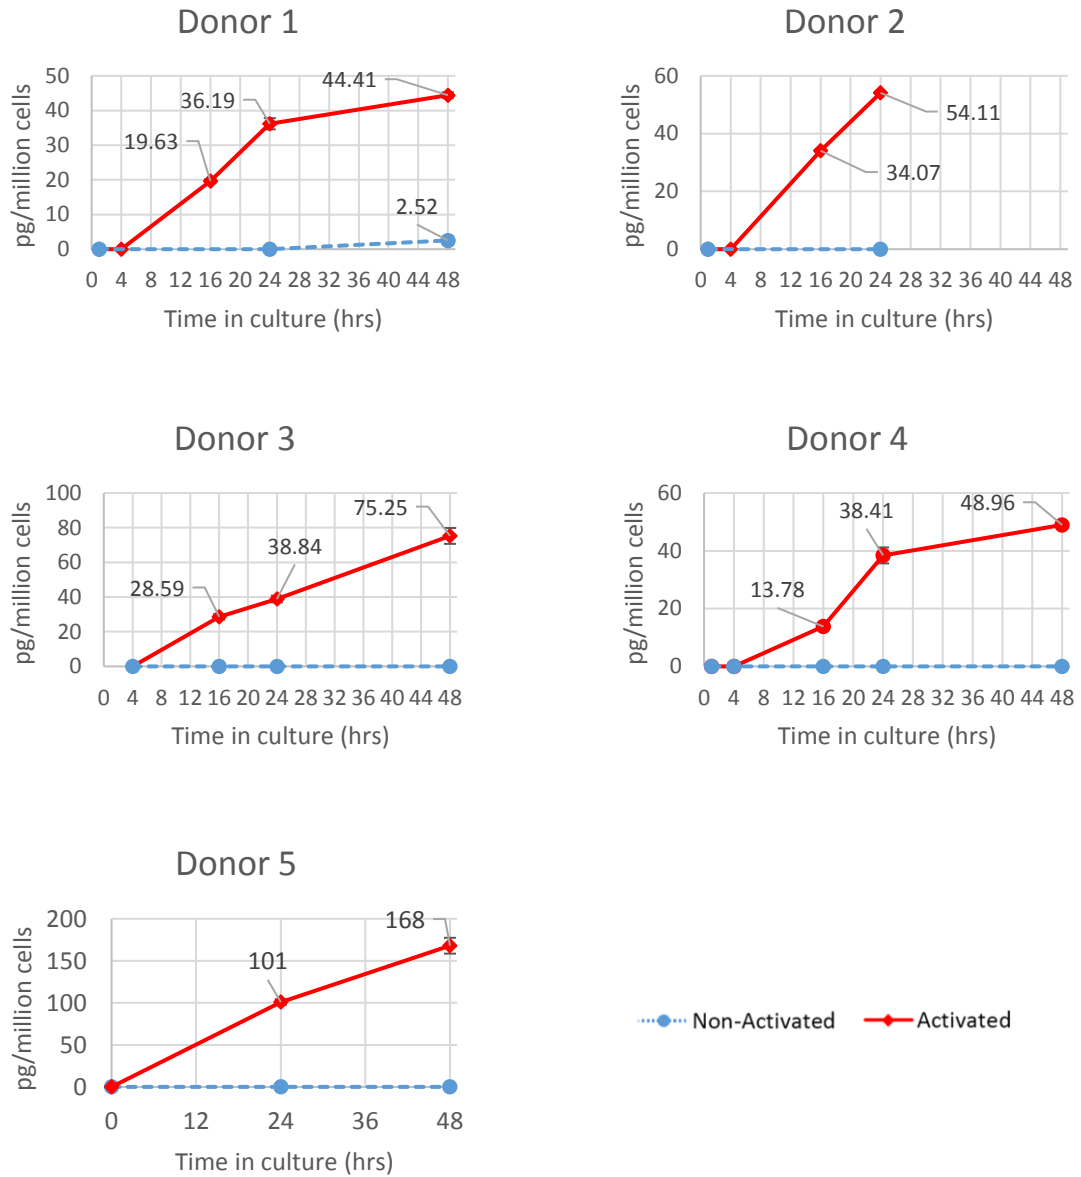 Donor 1
pg/million cells
50
40
30
20
10
0
19.63
36.19
44.41
2.52
0 4 8 12 16 20 24 28 32 36 40 44 48
Time in culture (hrs)
Donor 2
pg/million cells
60
40
20
0
54.11
34.07
0 4 8 12 16 20 24 28 32 36 40 44 48
Time in culture (hrs)
Donor 3
pg/million cells
100
80
60
40
20
0
28.59
38.84
75.25
0 4 8 12 16 20 24 28 32 36 40 44 48
Time in culture (hrs)
Donor 4
pg/million cells
60
40
20
0
13.78
38.41
48.96
0 4 8 12 16 20 24 28 32 36 40 44 48
Time in culture (hrs)
Donor 5
pg/million cells
200
150
100
50
0
101
168
0 12 24 36 48
Time in culture (hrs)
Non-Activated Activated